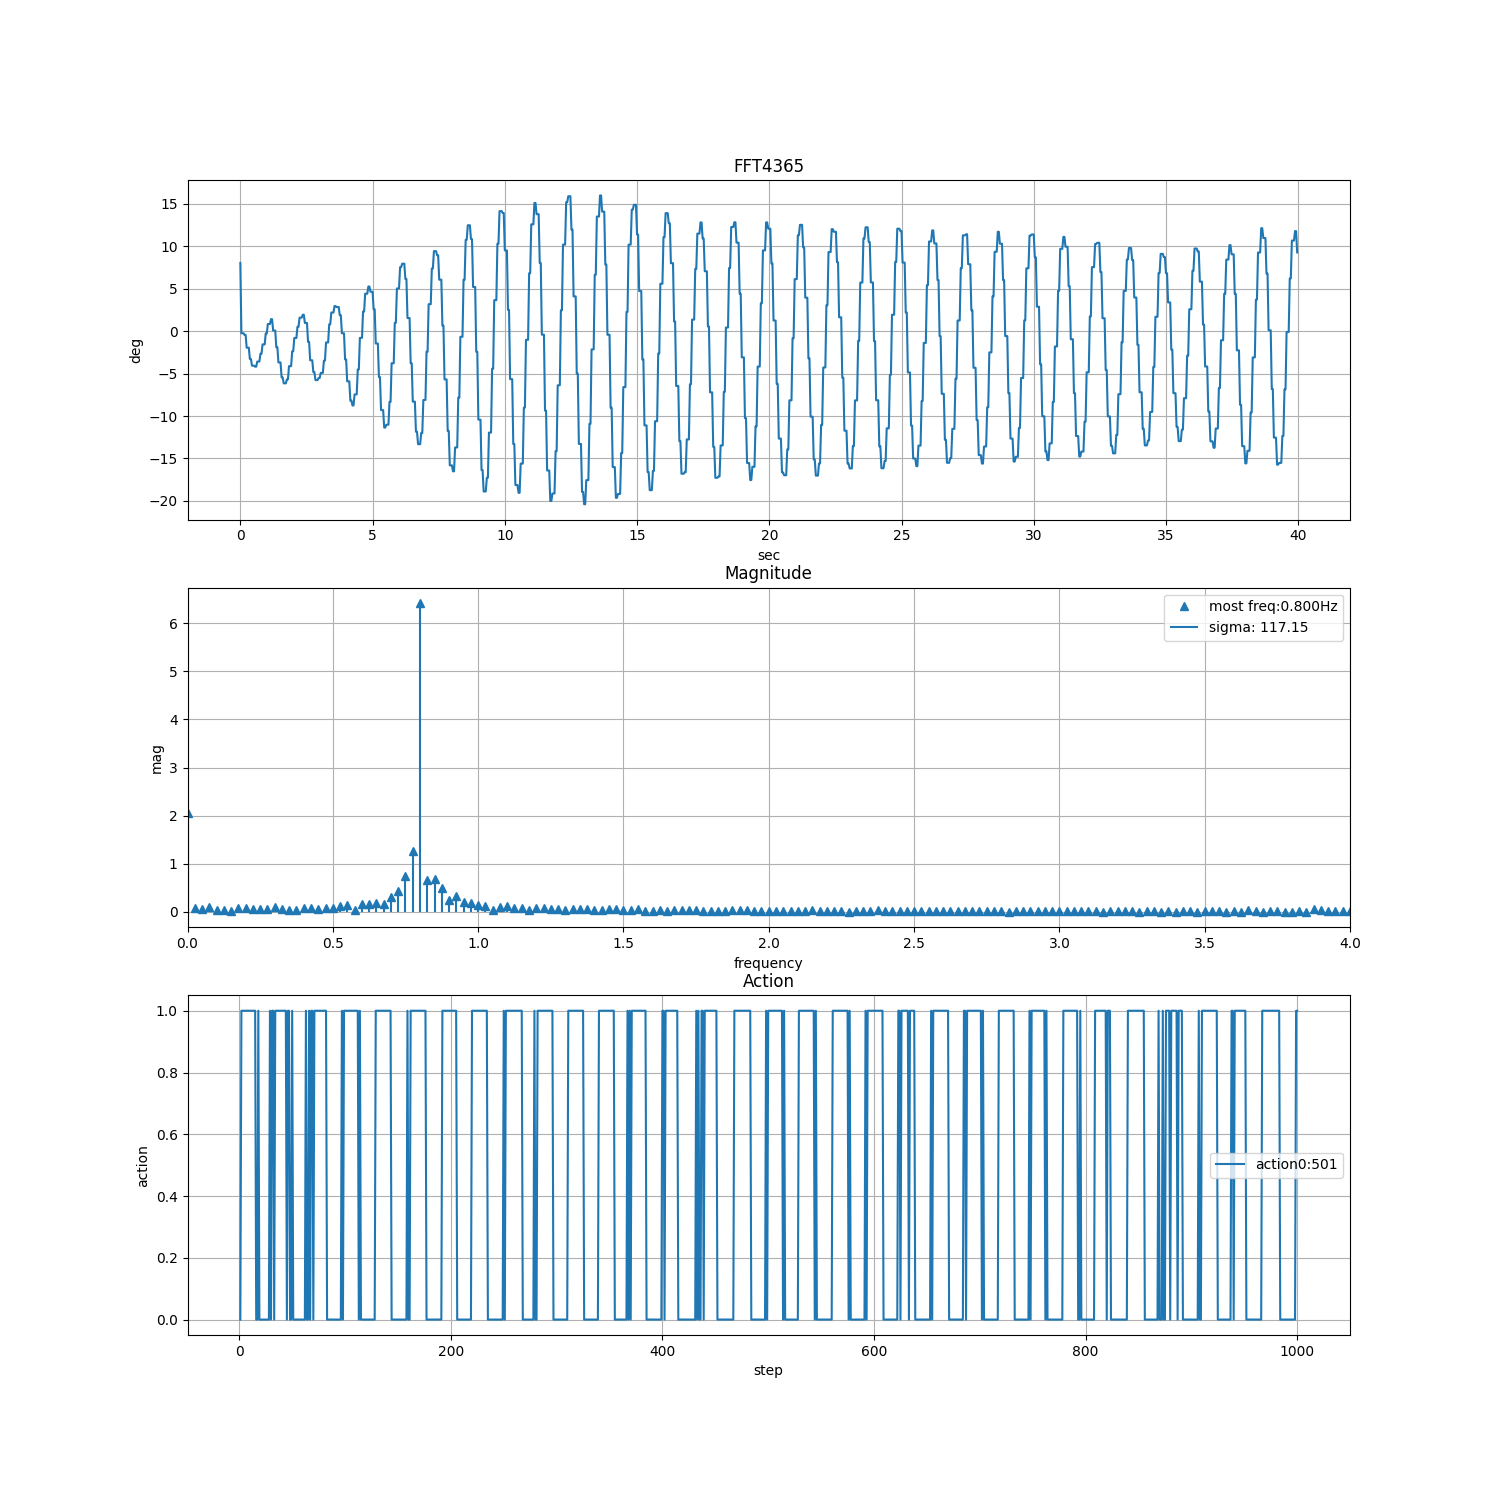 FFT4365
15
10
5
0
−5
−10
−15
−20
deg
0 5 10 15 20 25 30 35 40
sec
Magnitude
most freq:0.800Hz
sigma: 117.15
6
5
4
3
2
1
0
mag
0.0 0.5 1.0 1.5 2.0 2.5 3.0 3.5 4.0
frequency
Action
1.0
0.8
0.6
0.4
0.2
0.0
action
action0:501
0 200 400 600 800 1000
step